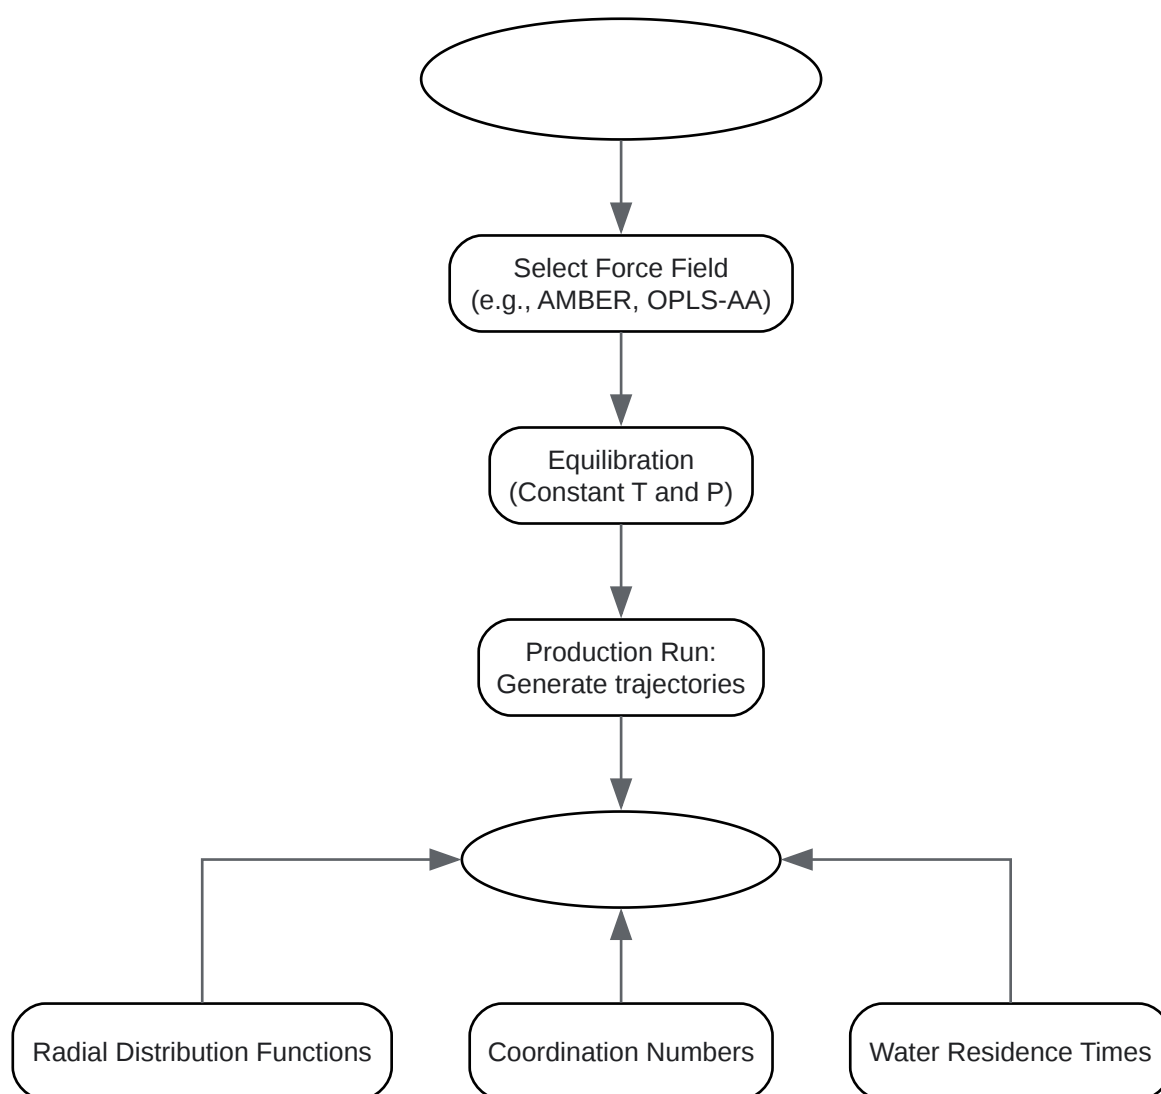 Select Force Field
(e.g., AMBER, OPLS-AA)
Equilibration
(Constant T and P)
Production Run:
Generate trajectories
Radial Distribution Functions
Coordination Numbers
Water Residence Times